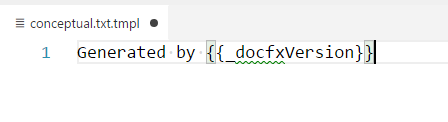 conceptual.txt.tmpl
1 Generated by {{_docfxVersion}}